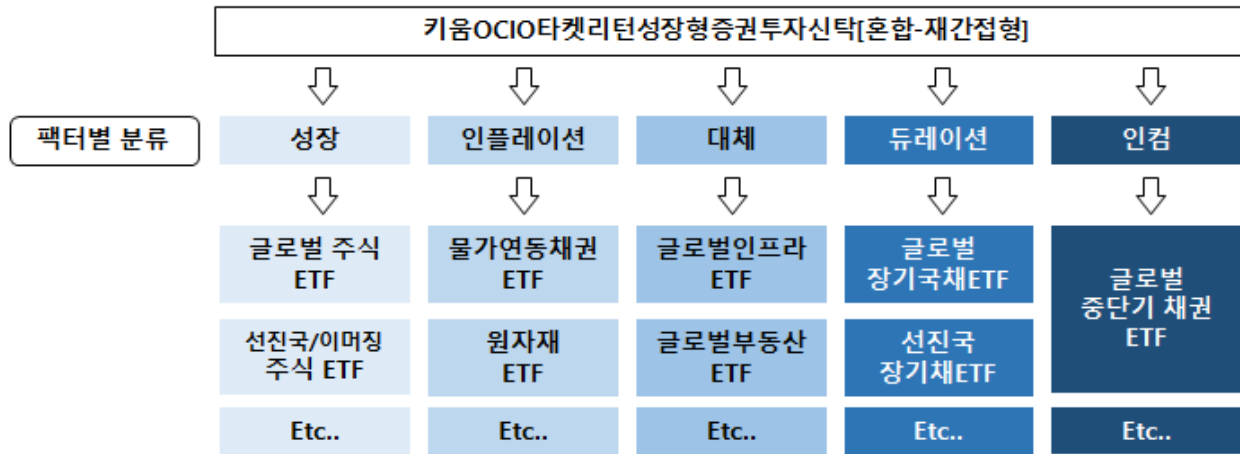 키움OCIO타켓리턴성장형증권투자신탁[혼합-재간접형]
팩터별 분류
성장
인플레이션
대체
듀레이션
인컴
글로벌 주식
ETF
물가연동채권
ETF
글로벌인프라
ETF
글로벌
장기국채ETF
글로벌
중단기 채권
ETF
선진국/이머징
주식 ETF
원자재
ETF
글로벌부동산
ETF
선진국
장기채ETF
Etc..
Etc..
Etc..
Etc..
Etc..